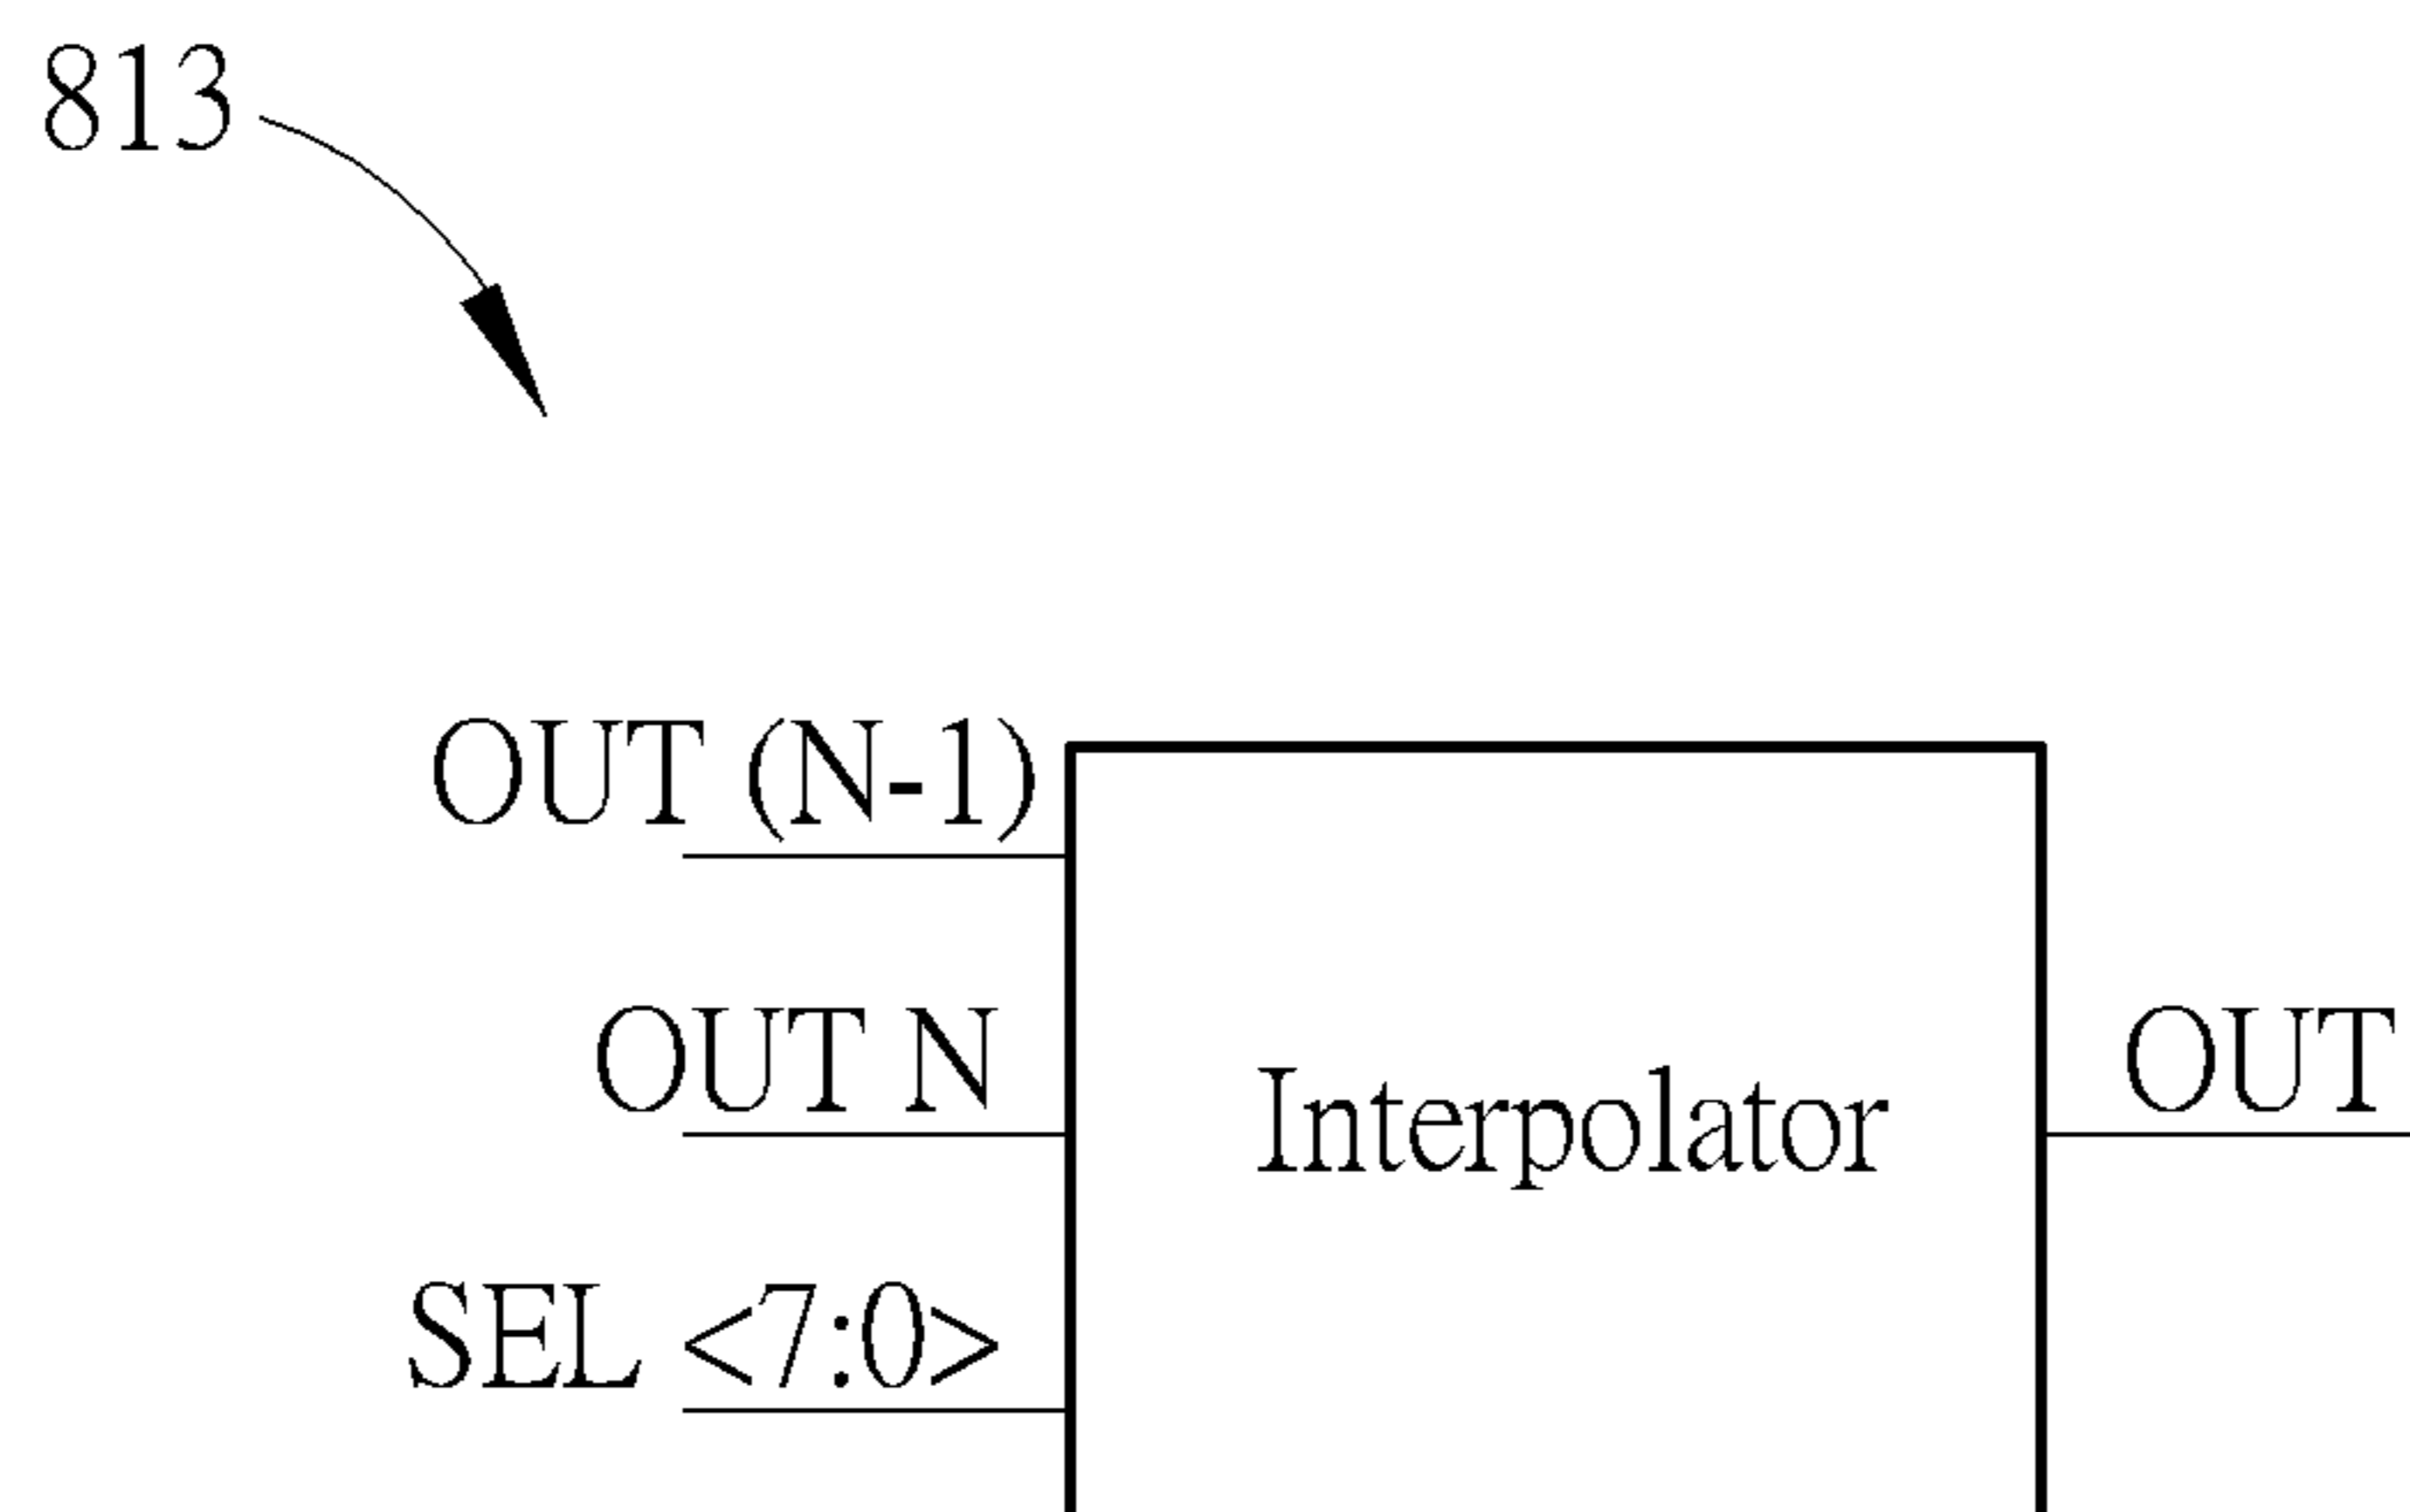 813
OUT (N-1)
OUT N
OUT
Interpolator
SEL <7:0>